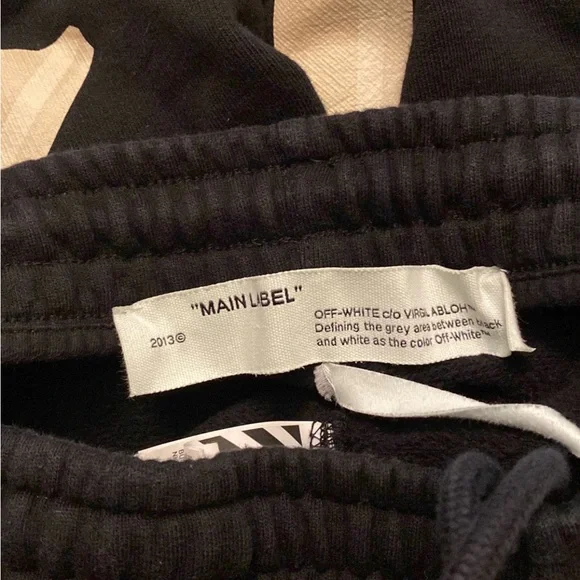 "MAIN LABEL"
2013©
OFF-WHITE c/o VIRGIL ABLOH™
Defining the grey area between black
and white as the color Off-White™